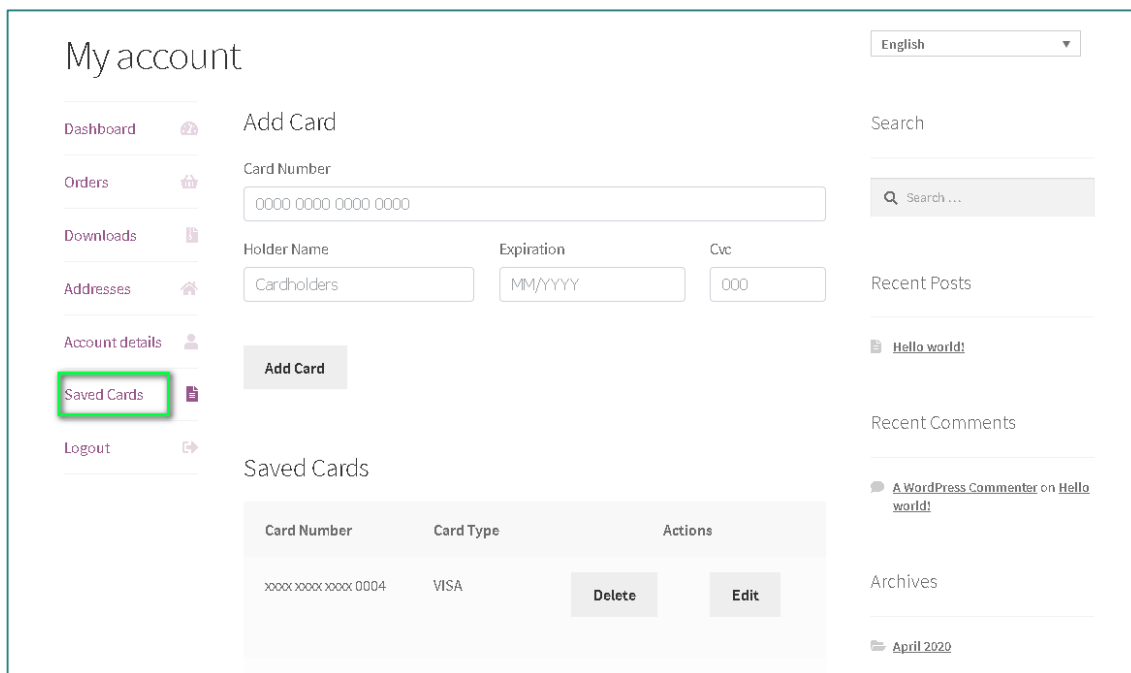 My account
English
Dashboard
Orders
Downloads
Addresses
Account details
Saved Cards
Logout
Add Card
Card Number
0000 0000 0000 0000
Holder Name Expiration Cvc
Cardholders MM/YYYY 000
Add Card
Saved Cards
Card Number Card Type Actions
xxxx xxxx xxxx 0004 VISA Delete Edit
Search
Search ...
Recent Posts
Hello world!
Recent Comments
A WordPress Commenter on Hello
world!
Archives
April 2020